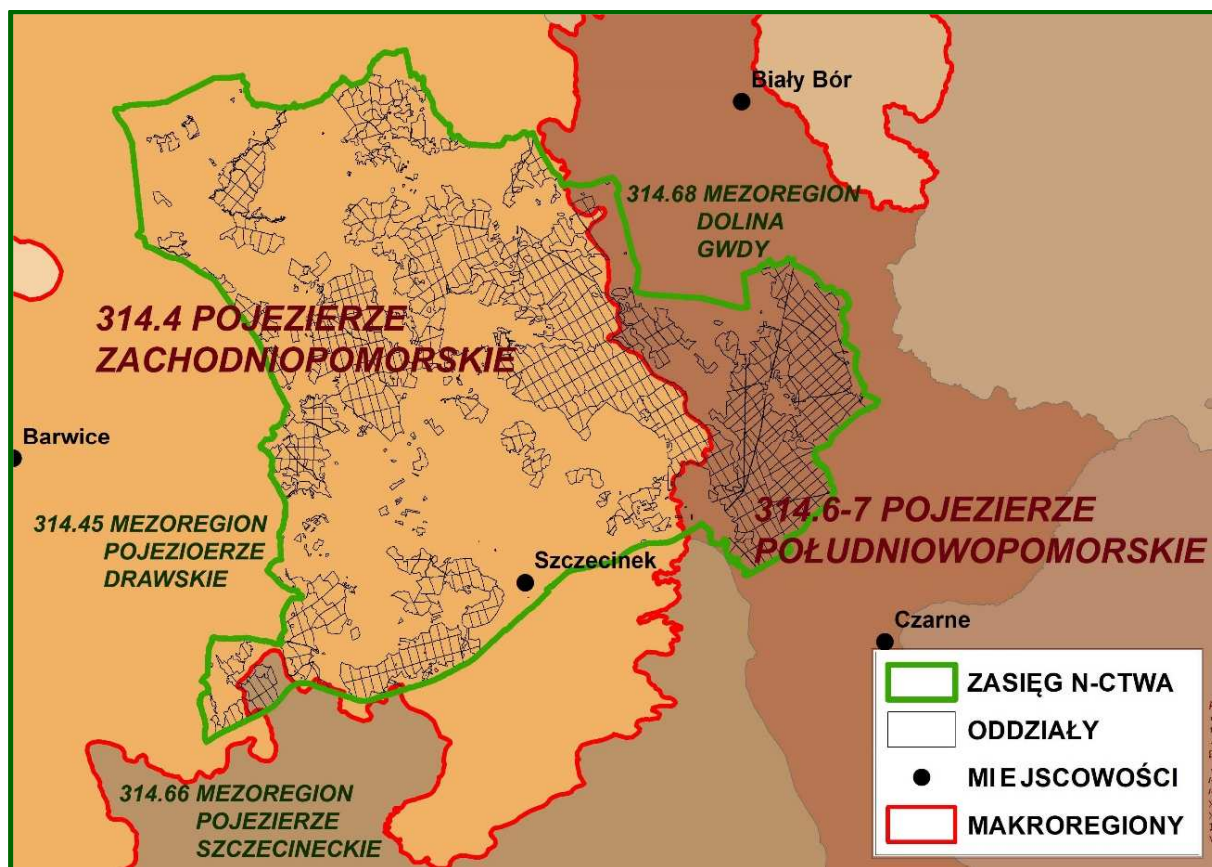 Biały Bór
314.68 MEZOREGION
DOLINA
GWDY
314.4 POJEZIERZE
ZACHODNIOPOMORSKIE
Barwice
314.45 MEZOREGION
POJEZIOERZE
DRAWSKIE
314.6-7 POJEZIERZE
POŁUDNIOWOPOMORSKIE
Szczecinek
Czarne
314.66 MEZOREGION
POJEZIERZE
SZCZECINECKIE
ZASIĘG N-CTWA
ODDZIAŁY
MIEJSCOWOŚCI
MAKROREGIONY